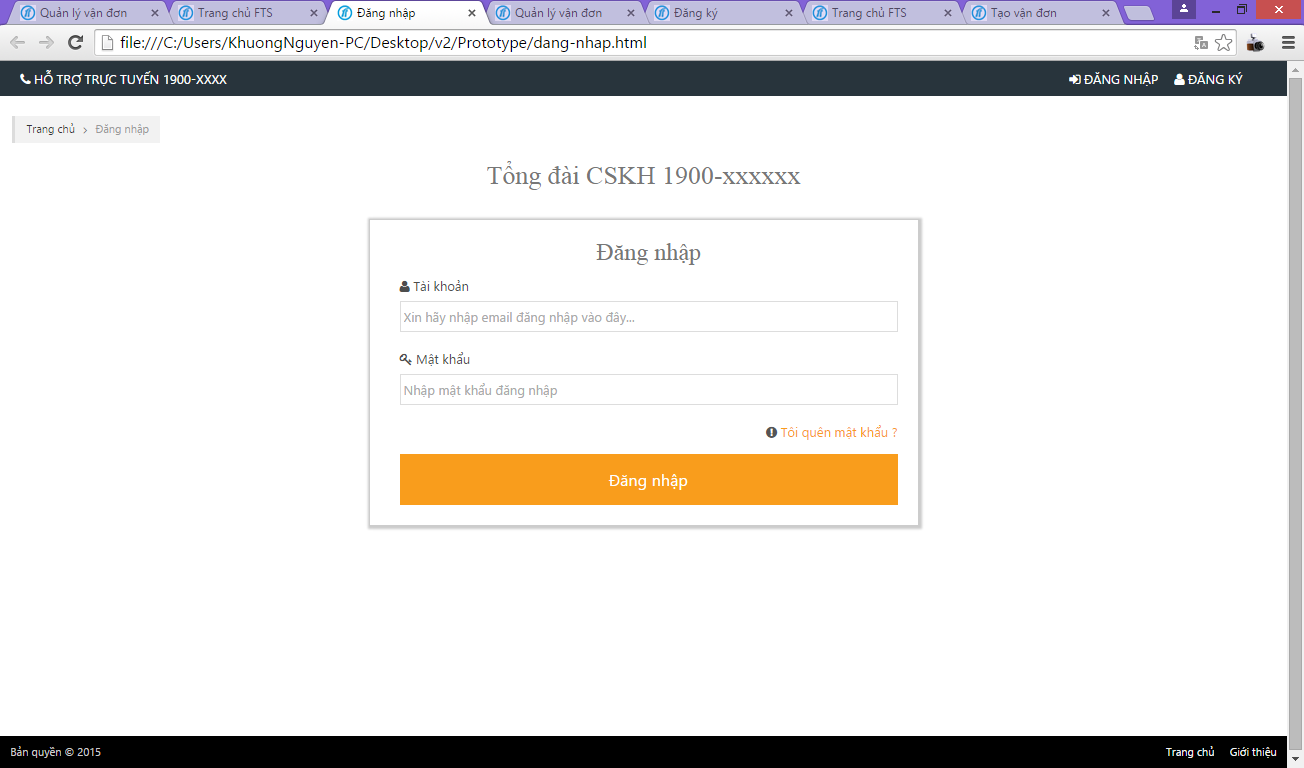 Quản lý vận đơn
Trang chủ FTS
Đăng nhập
Quản lý vận đơn
Đăng ký
Trang chủ FTS
Tạo vận đơn
file:///C:/Users/KhuongNguyen-PC/Desktop/v2/Prototype/dang-nhap.html
HỖ TRỢ TRỰC TUYẾN 1900-XXXX
ĐĂNG NHẬP
ĐĂNG KÝ
Trang chủ > Đăng nhập
Tổng đài CSKH 1900-xxxxxx
Đăng nhập
Tài khoản
Xin hãy nhập email đăng nhập vào đây...
Mật khẩu
Nhập mật khẩu đăng nhập
Tôi quên mật khẩu ?
Đăng nhập
Bản quyền © 2015
Trang chủ
Giới thiệu